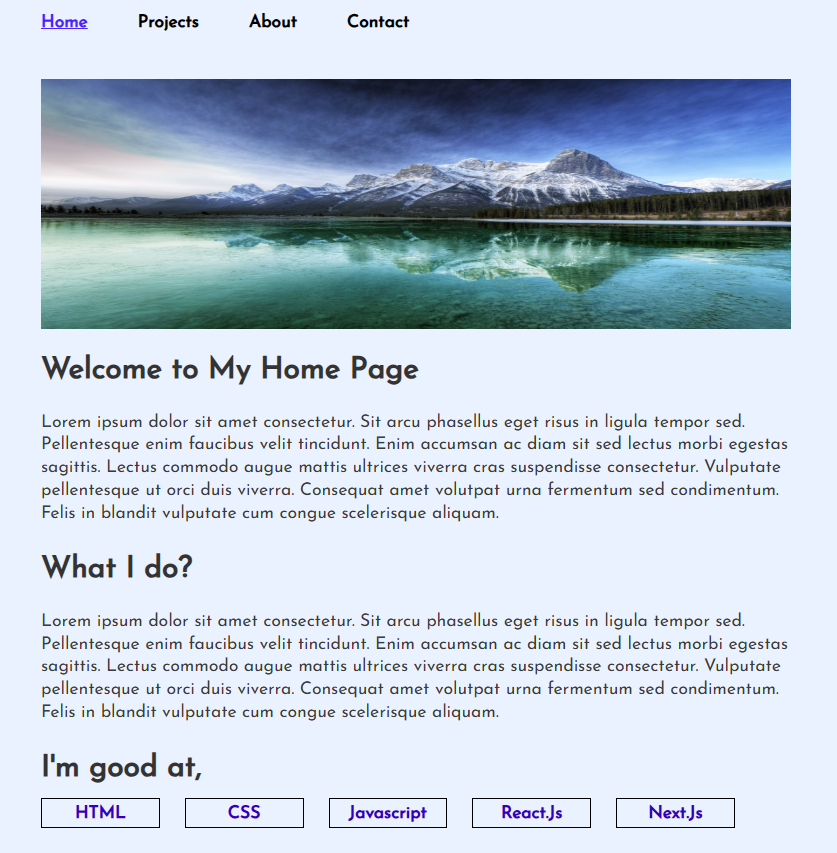 Home Projects About Contact
Welcome to My Home Page
Lorem ipsum dolor sit amet consectetur. Sit arcu phasellus eget risus in ligula tempor sed.
Pellentesque enim faucibus velit tincidunt. Enim accumsan ac diam sit sed lectus morbi egestas
sagittis. Lectus commodo augue mattis ultrices viverra cras suspendisse consectetur. Vulputate
pellentesque ut orci duis viverra. Consequat amet volutpat urna fermentum sed condimentum.
Felis in blandit vulputate cum congue scelerisque aliquam.
What I do?
Lorem ipsum dolor sit amet consectetur. Sit arcu phasellus eget risus in ligula tempor sed.
Pellentesque enim faucibus velit tincidunt. Enim accumsan ac diam sit sed lectus morbi egestas
sagittis. Lectus commodo augue mattis ultrices viverra cras suspendisse consectetur. Vulputate
pellentesque ut orci duis viverra. Consequat amet volutpat urna fermentum sed condimentum.
Felis in blandit vulputate cum congue scelerisque aliquam.
I'm good at,
HTML CSS Javascript React.Js Next.Js